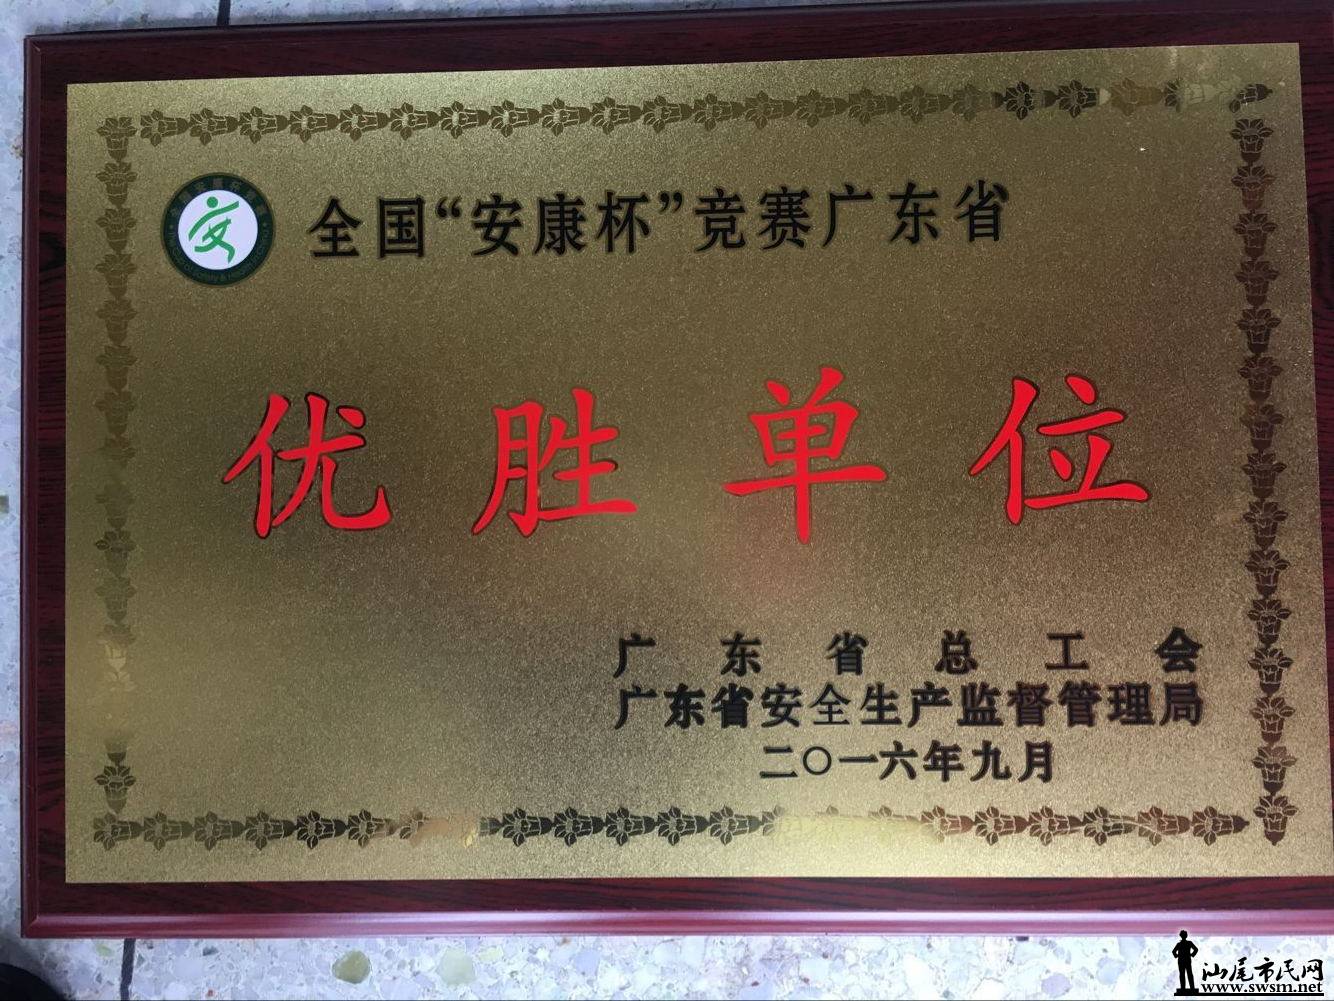 全国“安康杯”竞赛广东省
优胜单位
广东省总工会
广东省安全生产监督管理局
二〇一六年九月
汕尾市民网
www.swsm.net